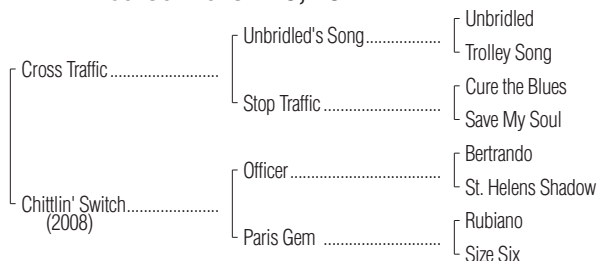 Unbridled
Unbridled's Song
Trolley Song
Cross Traffic
Cure the Blues
Stop Traffic
Save My Soul
Bertrando
Officer
St. Helens Shadow
Chittlin' Switch
(2008)
Rubiano
Paris Gem
Size Six